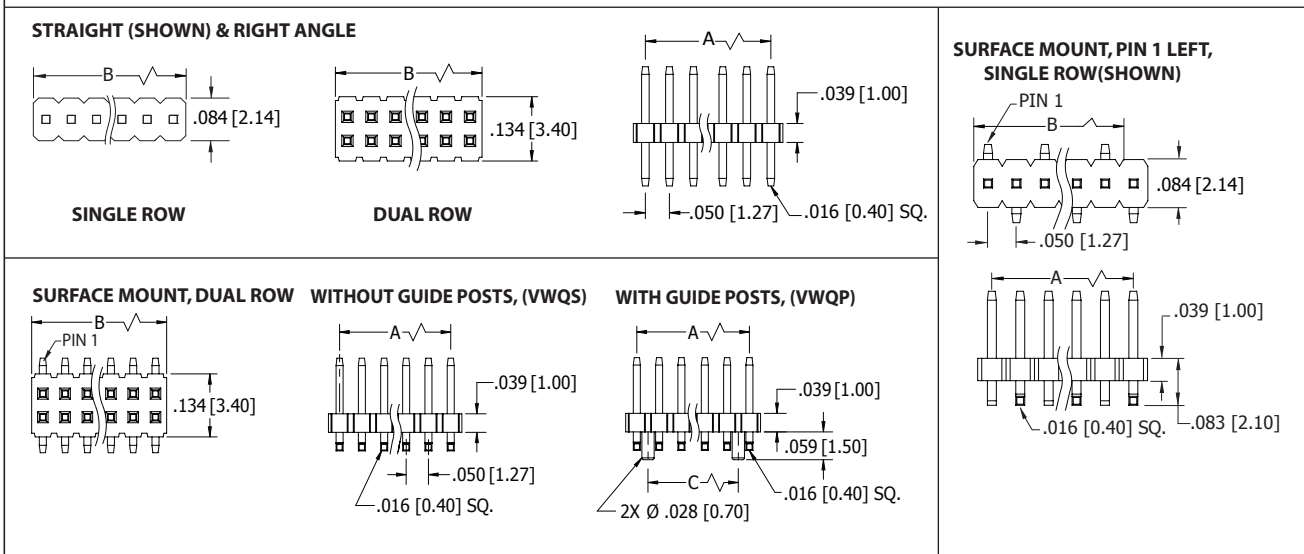 STRAIGHT (SHOWN) & RIGHT ANGLE
B
.084 [2.14]
SINGLE ROW
B
.134 [3.40]
DUAL ROW
A
.039 [1.00]
.050 [1.27]
.016 [0.40] SQ.
SURFACE MOUNT, DUAL ROW
B
PIN 1
.134 [3.40]
WITHOUT GUIDE POSTS, (VWQS)
A
.039 [1.00]
.050 [1.27]
.016 [0.40] SQ.
WITH GUIDE POSTS, (VWQP)
A
.039 [1.00]
.059 [1.50]
C
.016 [0.40] SQ.
2X Ø .028 [0.70]
SURFACE MOUNT, PIN 1 LEFT,
SINGLE ROW(SHOWN)
PIN 1
B
.084 [2.14]
.050 [1.27]
A
.039 [1.00]
.016 [0.40] SQ.
.083 [2.10]